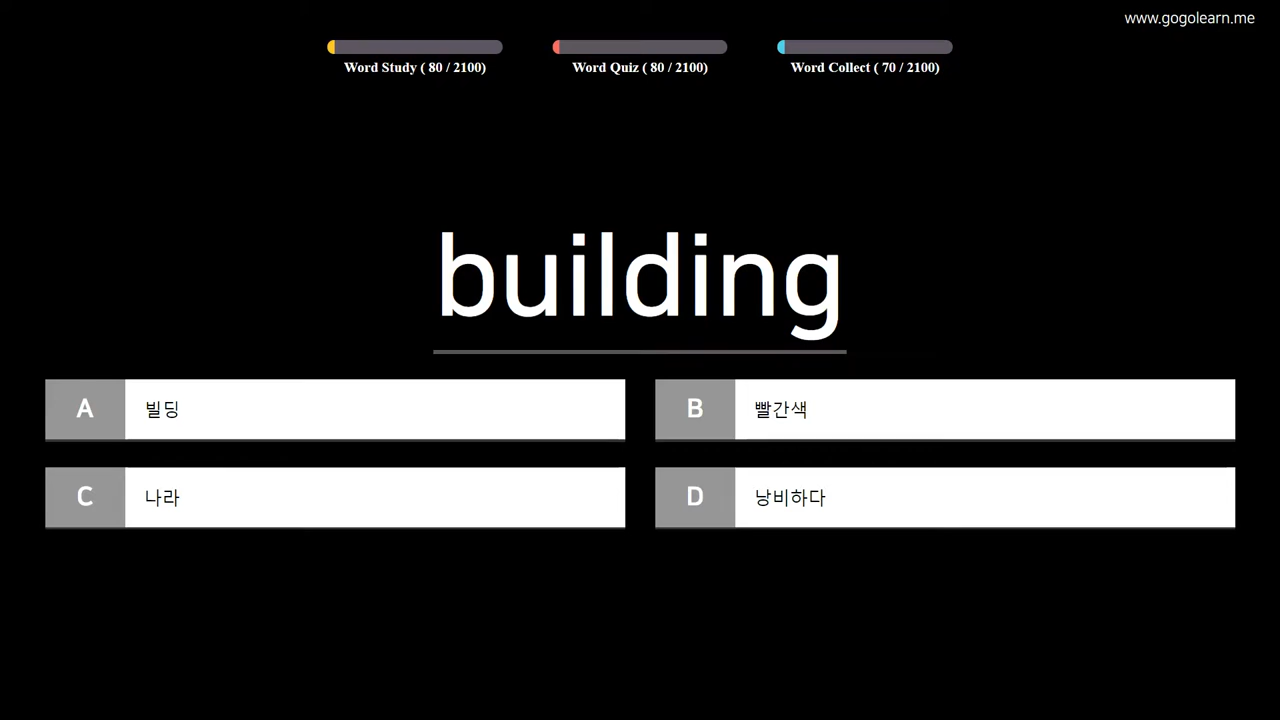 www.gogolearn.me
Word Study ( 80 / 2100)
Word Quiz ( 80 / 2100)
Word Collect ( 70 / 2100)
building
A 빌딩
B 빨간색
C 나라
D 낭비하다